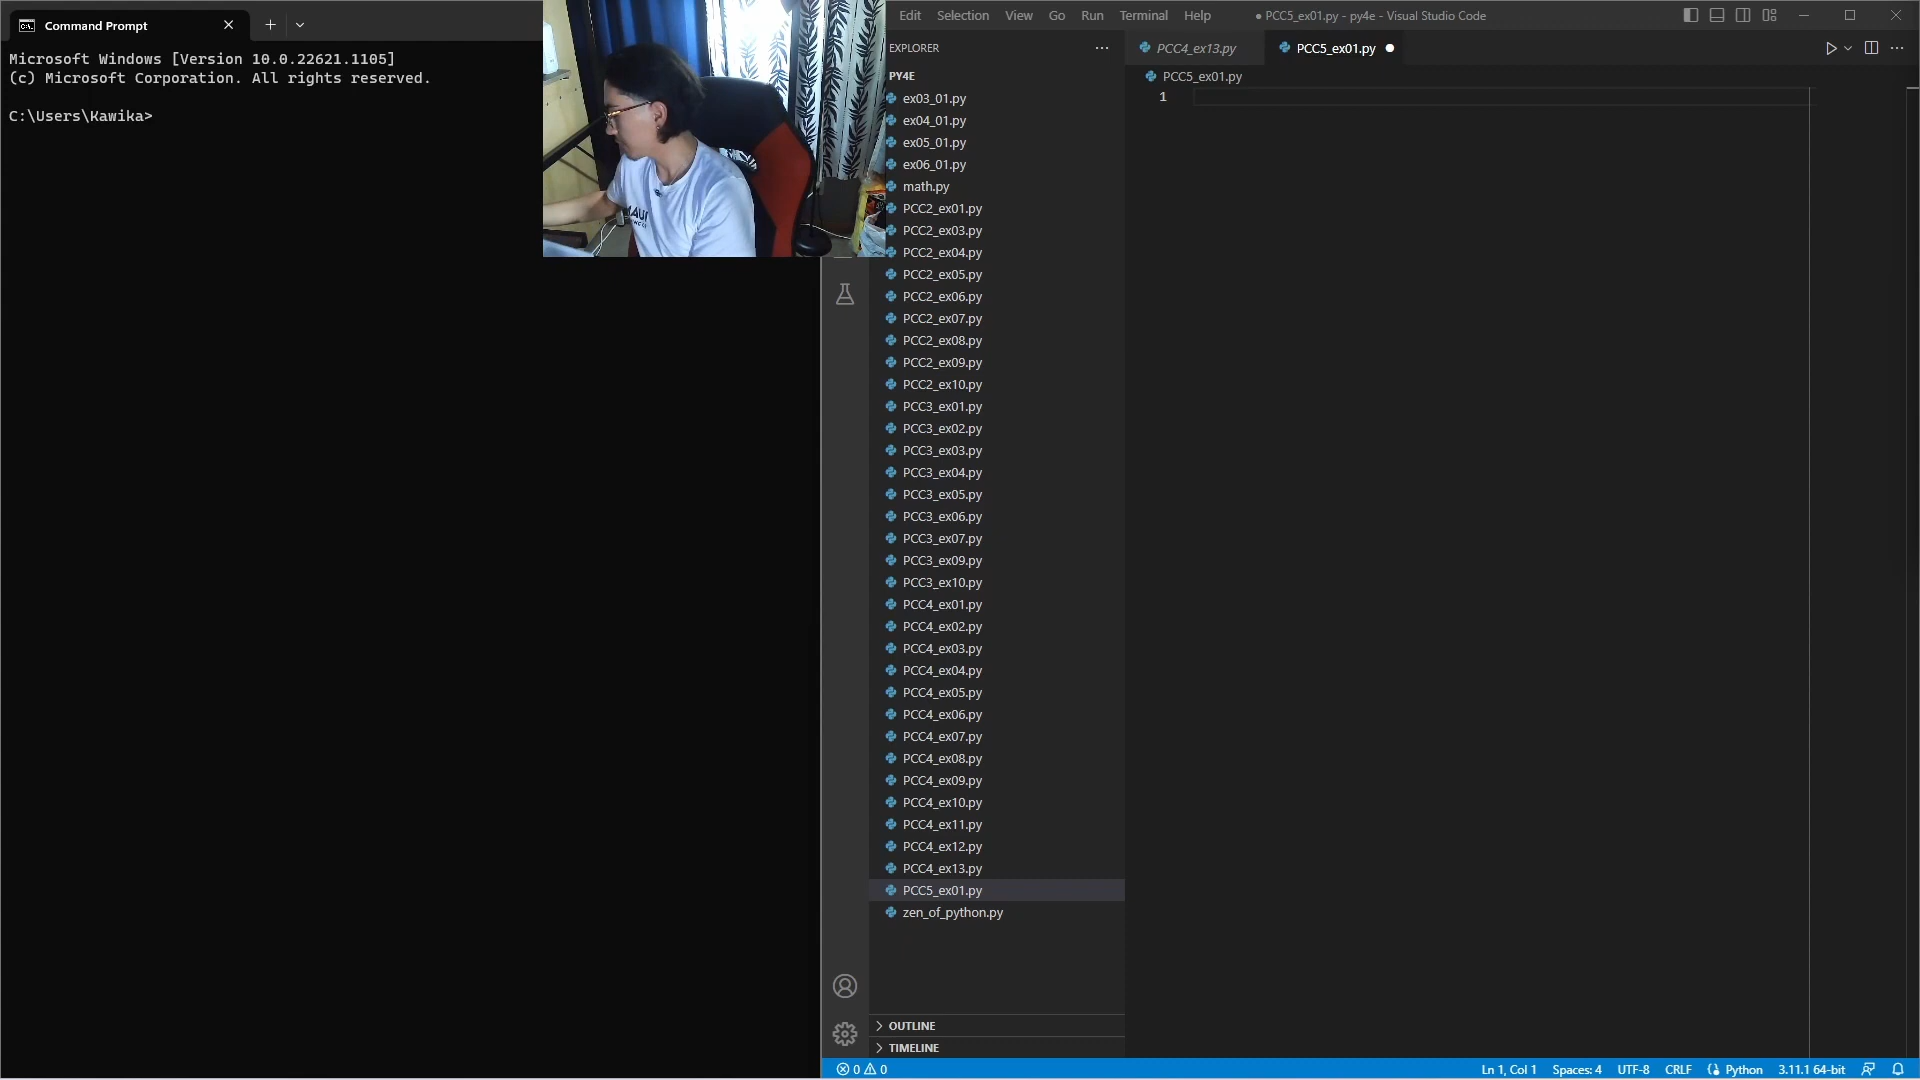 Command Prompt
Microsoft Windows [Version 10.0.22621.1105]
(c) Microsoft Corporation. All rights reserved.
C:\Users\Kawika>
Edit Selection View Go Run Terminal Help
● PCC5_ex01.py - py4e - Visual Studio Code
EXPLORER
PY4E
ex03_01.py
ex04_01.py
ex05_01.py
ex06_01.py
math.py
PCC2_ex01.py
PCC2_ex03.py
PCC2_ex04.py
PCC2_ex05.py
PCC2_ex06.py
PCC2_ex07.py
PCC2_ex08.py
PCC2_ex09.py
PCC2_ex10.py
PCC3_ex01.py
PCC3_ex02.py
PCC3_ex03.py
PCC3_ex04.py
PCC3_ex05.py
PCC3_ex06.py
PCC3_ex07.py
PCC3_ex09.py
PCC3_ex10.py
PCC4_ex01.py
PCC4_ex02.py
PCC4_ex03.py
PCC4_ex04.py
PCC4_ex05.py
PCC4_ex06.py
PCC4_ex07.py
PCC4_ex08.py
PCC4_ex09.py
PCC4_ex10.py
PCC4_ex11.py
PCC4_ex12.py
PCC4_ex13.py
PCC5_ex01.py
zen_of_python.py
OUTLINE
TIMELINE
PCC4_ex13.py
PCC5_ex01.py
PCC5_ex01.py
1
0 0
Ln 1, Col 1 Spaces: 4 UTF-8 CRLF Python 3.11.1 64-bit